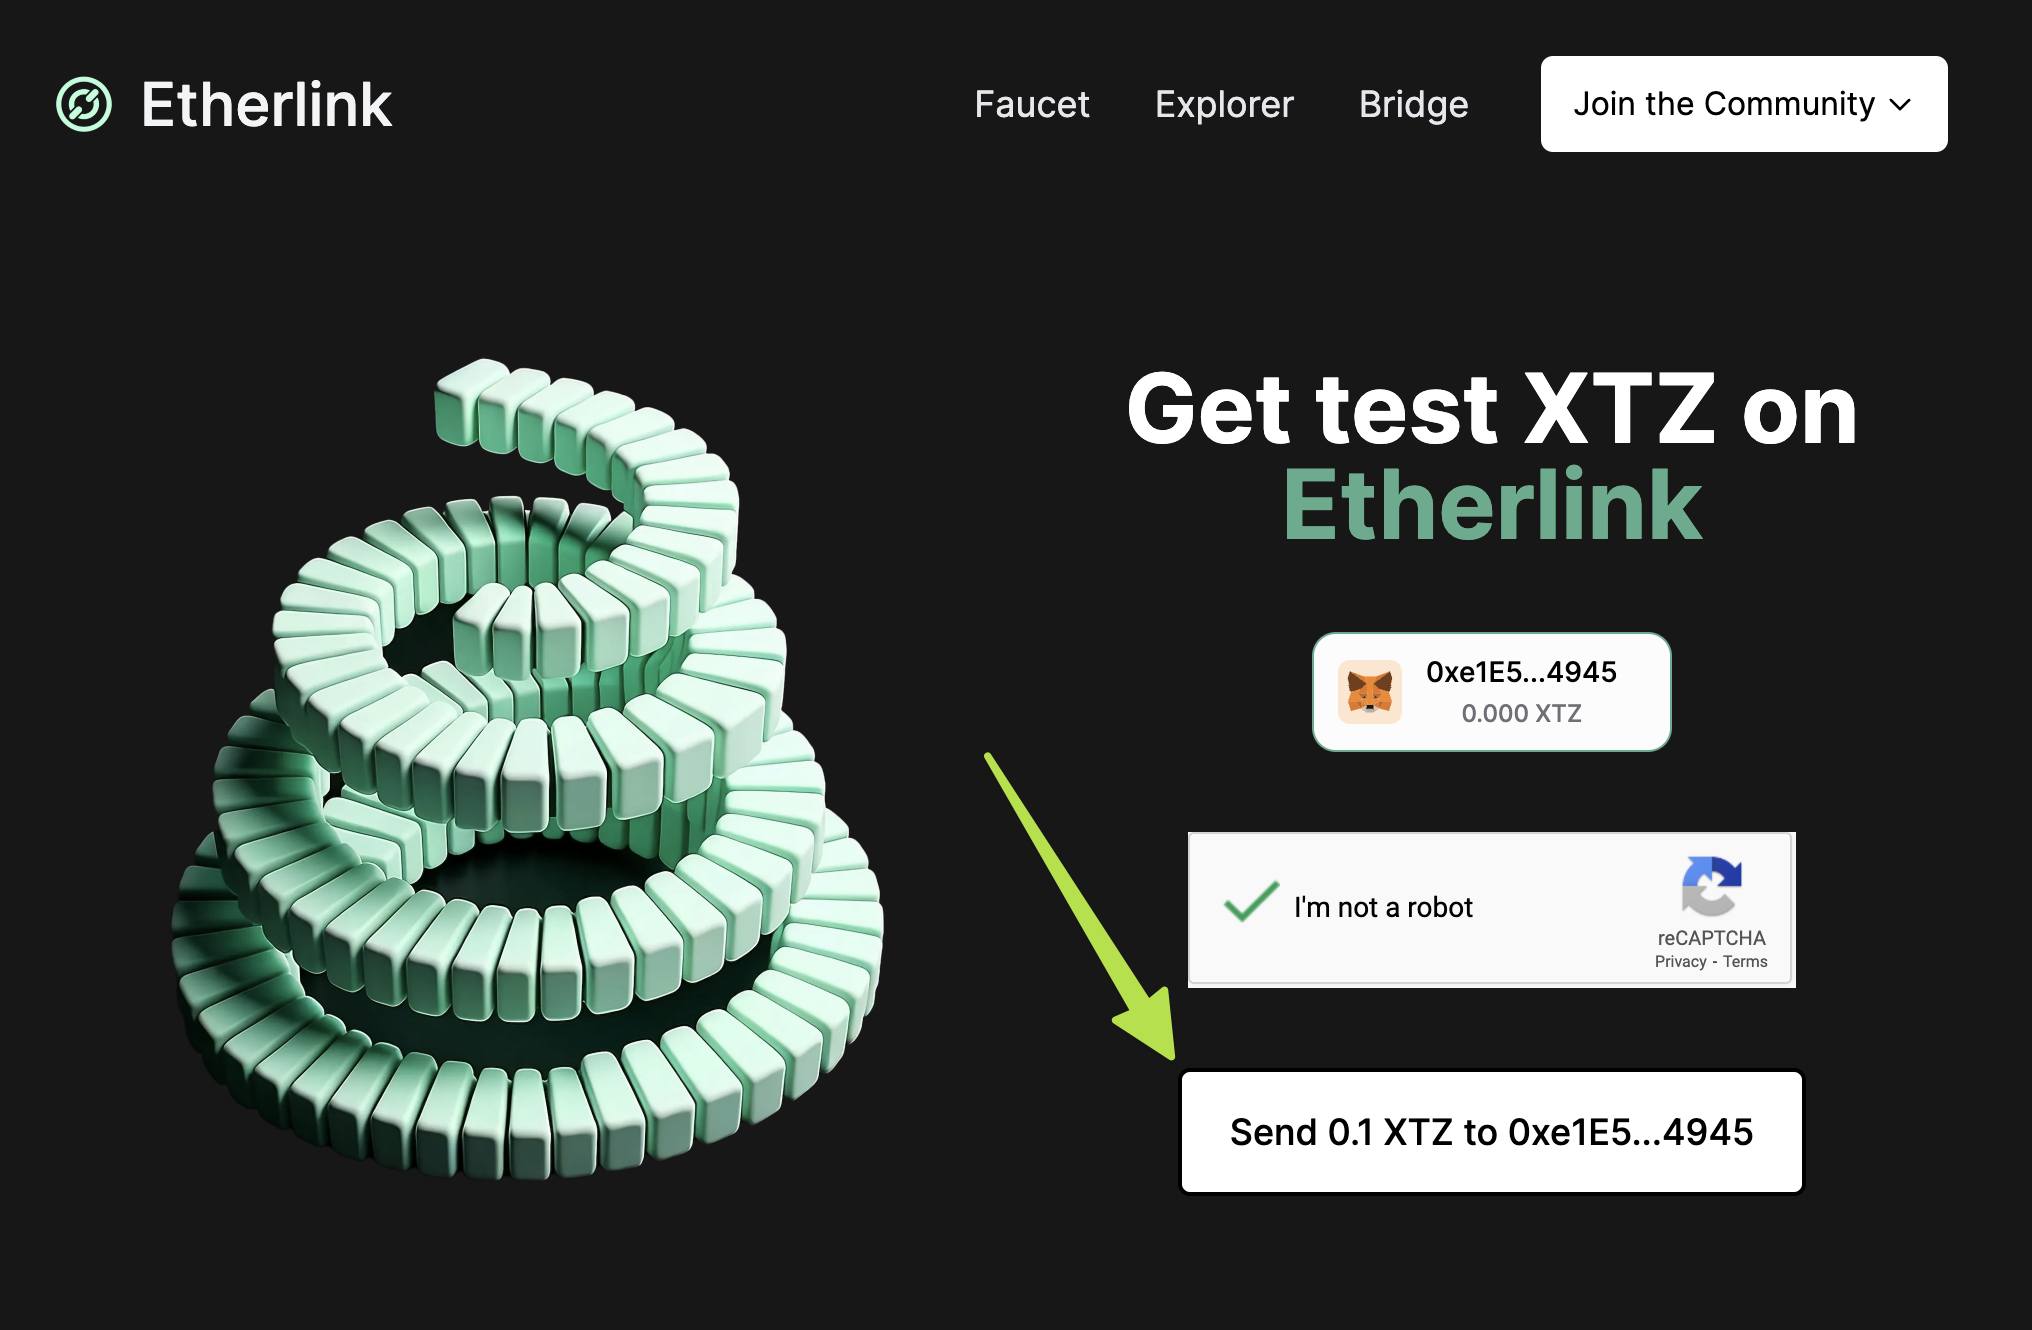 Etherlink
Faucet
Explorer
Bridge
Join the Community
Get test XTZ on
Etherlink
0xe1E5...4945
0.000 XTZ
I'm not a robot
reCAPTCHA
Privacy - Terms
Send 0.1 XTZ to 0xe1E5...4945